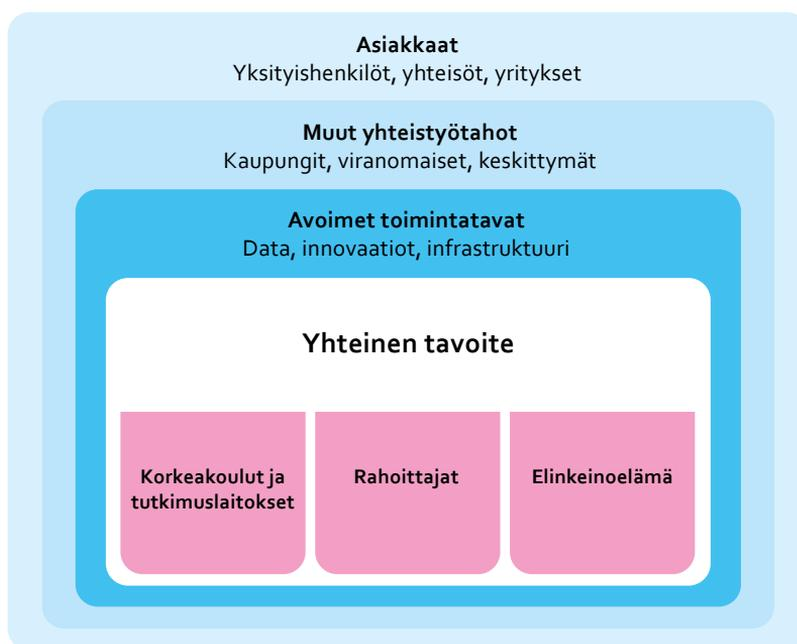 Asiakkaat
Yksityishenkilöt, yhteisöt, yritykset
Muut yhteistyötahot
Kaupungit, viranomaiset, keskittymät
Avoimet toimintatavat
Data, innovaatiot, infrastruktuuri
Yhteinen tavoite
Korkeakoulut ja
tutkimuslaitokset
Rahoittajat
Elinkeinoelämä